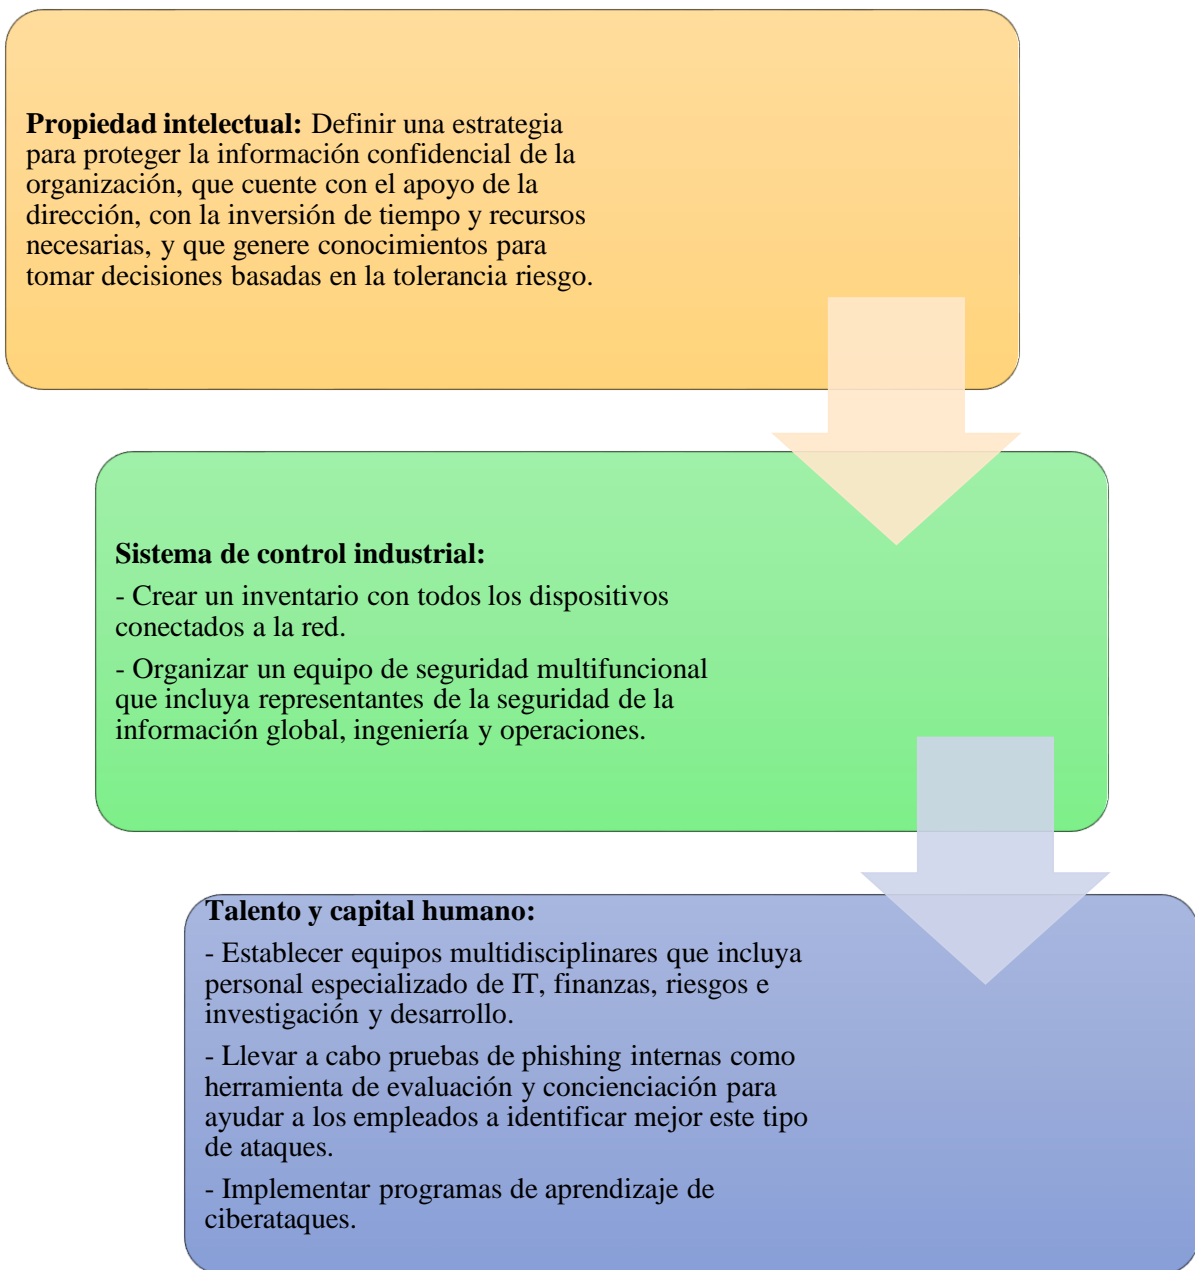 Propiedad intelectual: Definir una estrategia
para proteger la información confidencial de la
organización, que cuente con el apoyo de la
dirección, con la inversión de tiempo y recursos
necesarias, y que genere conocimientos para
tomar decisiones basadas en la tolerancia riesgo.
Sistema de control industrial:
- Crear un inventario con todos los dispositivos
conectados a la red.
- Organizar un equipo de seguridad multifuncional
que incluya representantes de la seguridad de la
información global, ingeniería y operaciones.
Talento y capital humano:
- Establecer equipos multidisciplinares que incluya
personal especializado de IT, finanzas, riesgos e
investigación y desarrollo.
- Llevar a cabo pruebas de phishing internas como
herramienta de evaluación y concienciación para
ayudar a los empleados a identificar mejor este tipo
de ataques.
- Implementar programas de aprendizaje de
ciberataques.